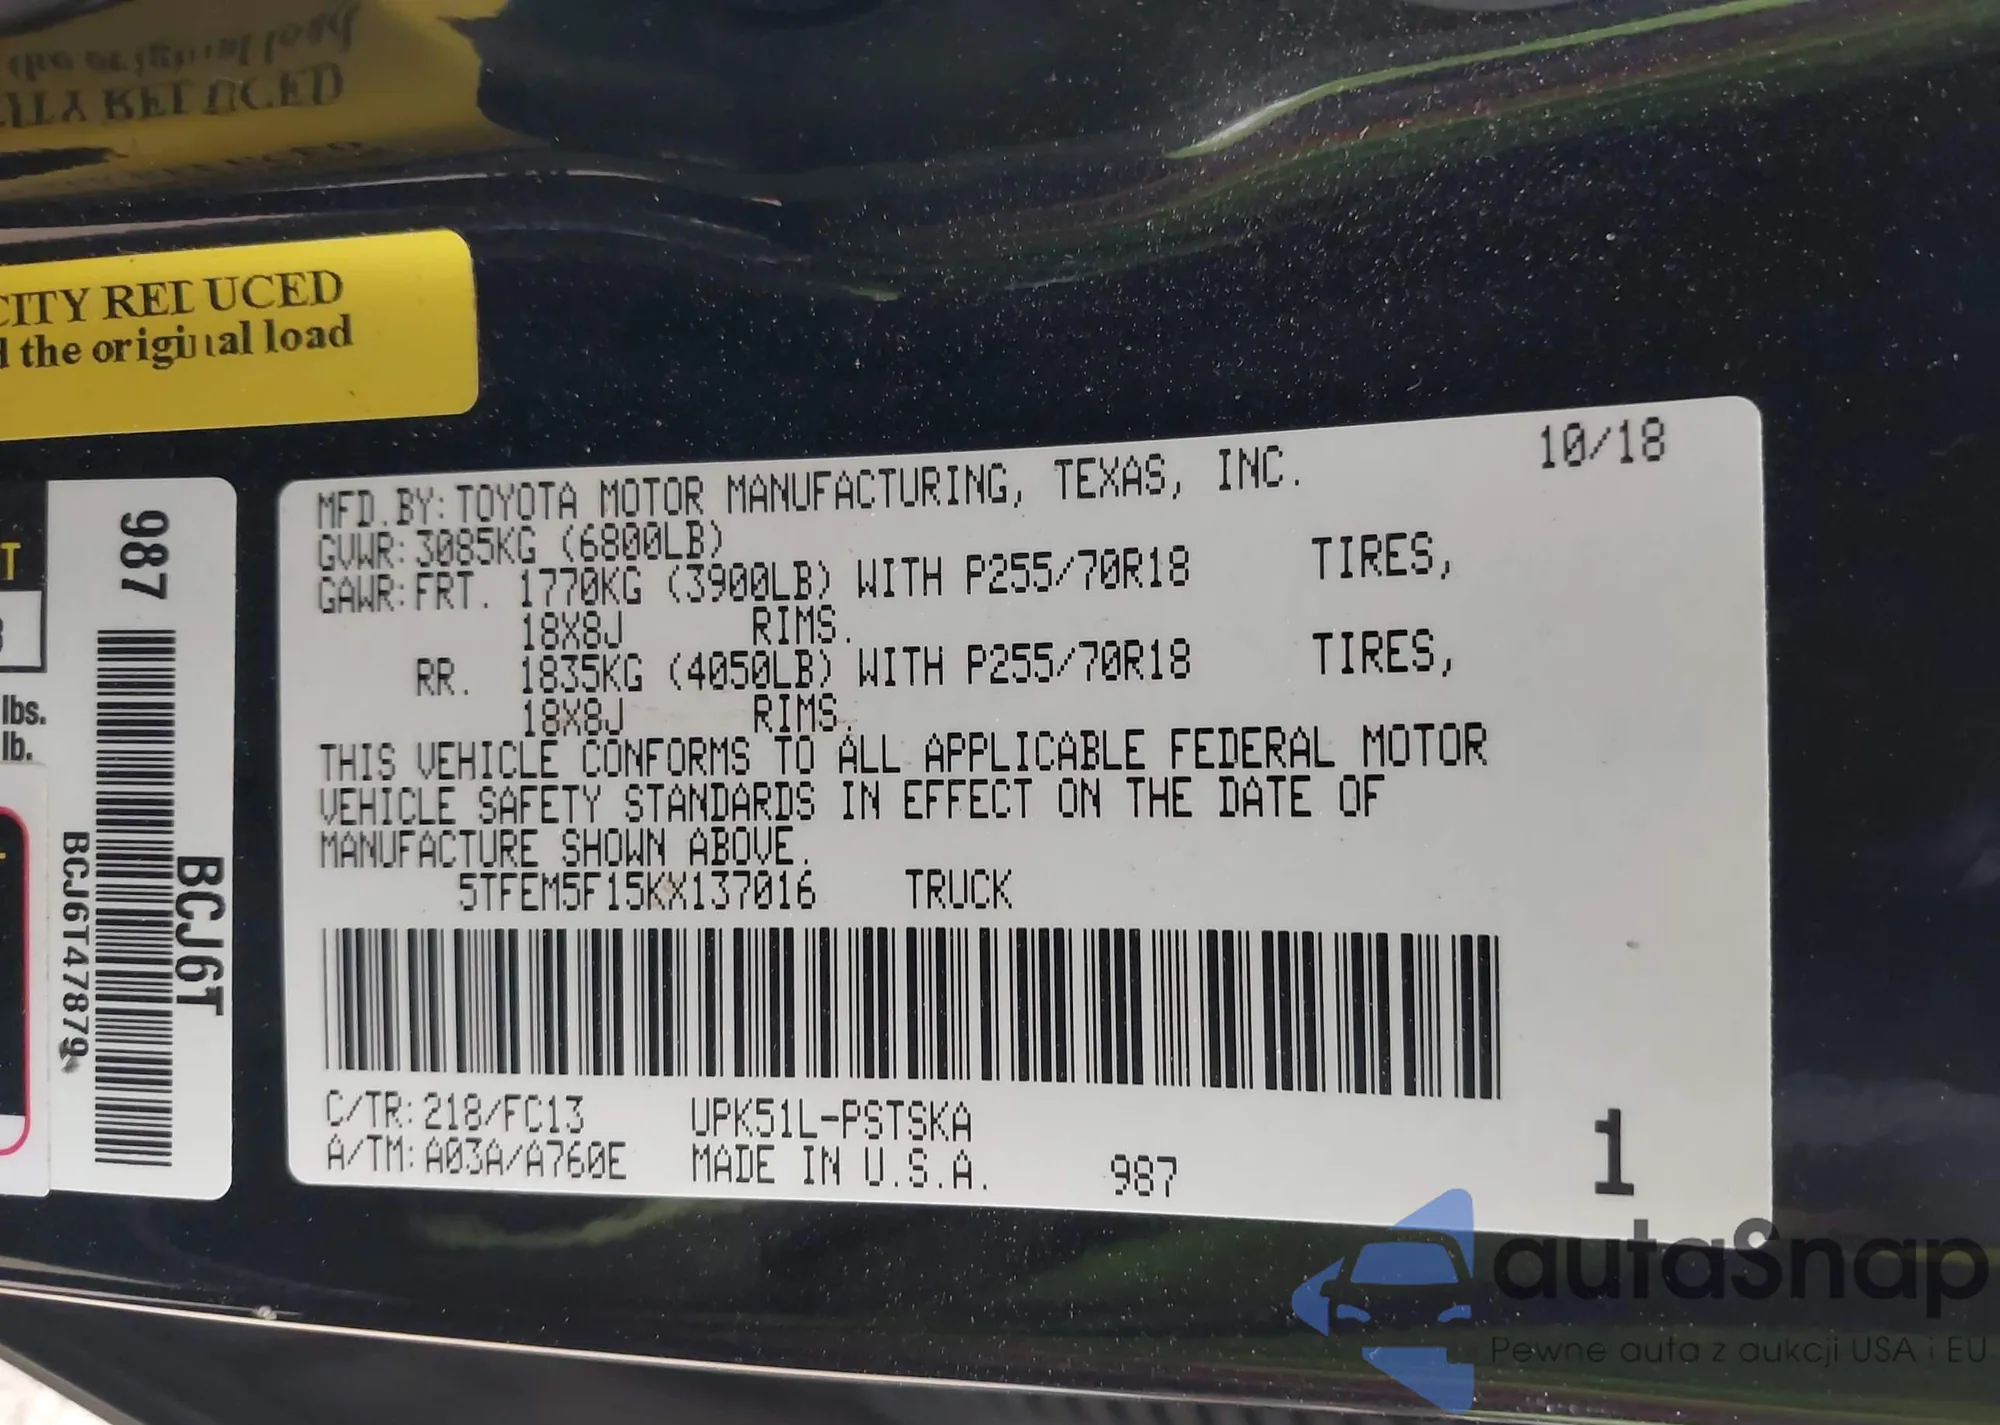 CITY REDUCED
the original load
987
BCJ6T
BCJ6T47879
lbs.
lb.
MFD.BY: TOYOTA MOTOR MANUFACTURING, TEXAS, INC. 10/18
GVWR: 3085KG (6800LB)
GAWR: FRT. 1770KG (3900LB) WITH P255/70R18 TIRES,
18X8J RIMS.
RR. 1835KG (4050LB) WITH P255/70R18 TIRES,
18X8J RIMS.
THIS VEHICLE CONFORMS TO ALL APPLICABLE FEDERAL MOTOR
VEHICLE SAFETY STANDARDS IN EFFECT ON THE DATE OF
MANUFACTURE SHOWN ABOVE.
5TFEM5F15KX137016 TRUCK
C/TR: 218/FC13 UPK51L-PSTSKA
A/TM: A03A/A760E MADE IN U.S.A. 987
1
autaSnap
Pewne auta z aukcji USA i EU